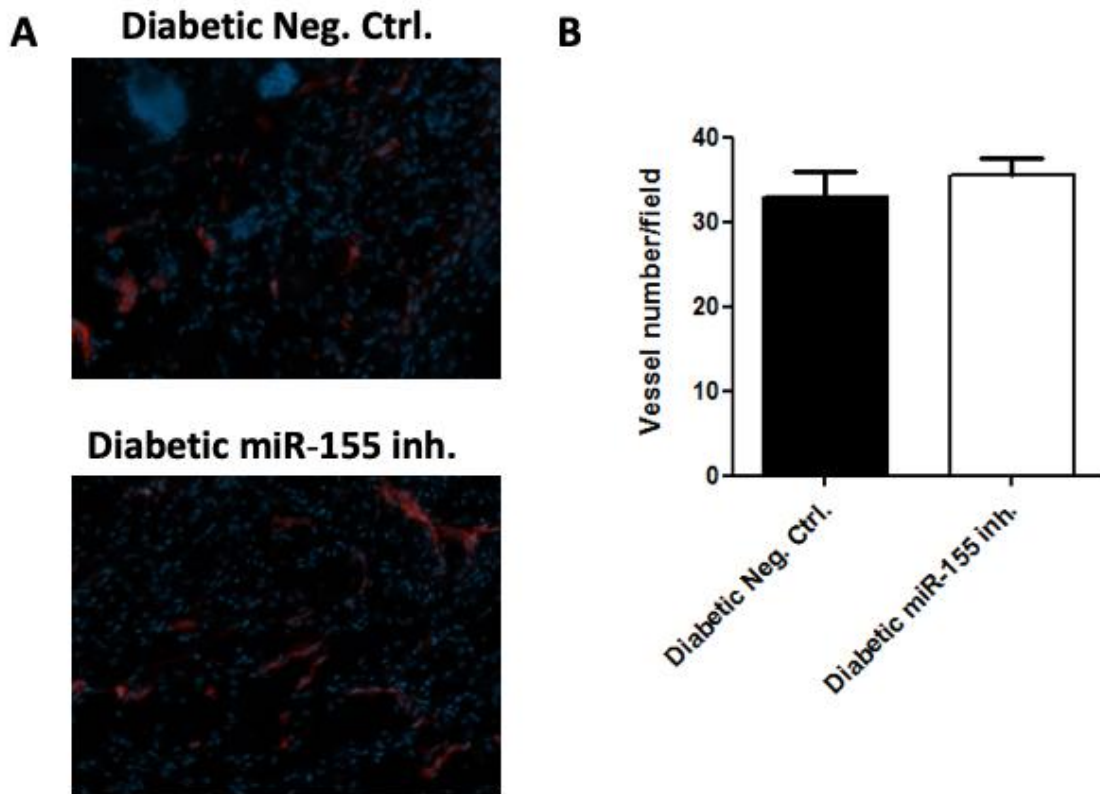 A
Diabetic Neg. Ctrl.
Diabetic miR-155 inh.
B
Vessel number/field
40
30
20
10
0
Diabetic Neg. Ctrl.
Diabetic miR-155 inh.